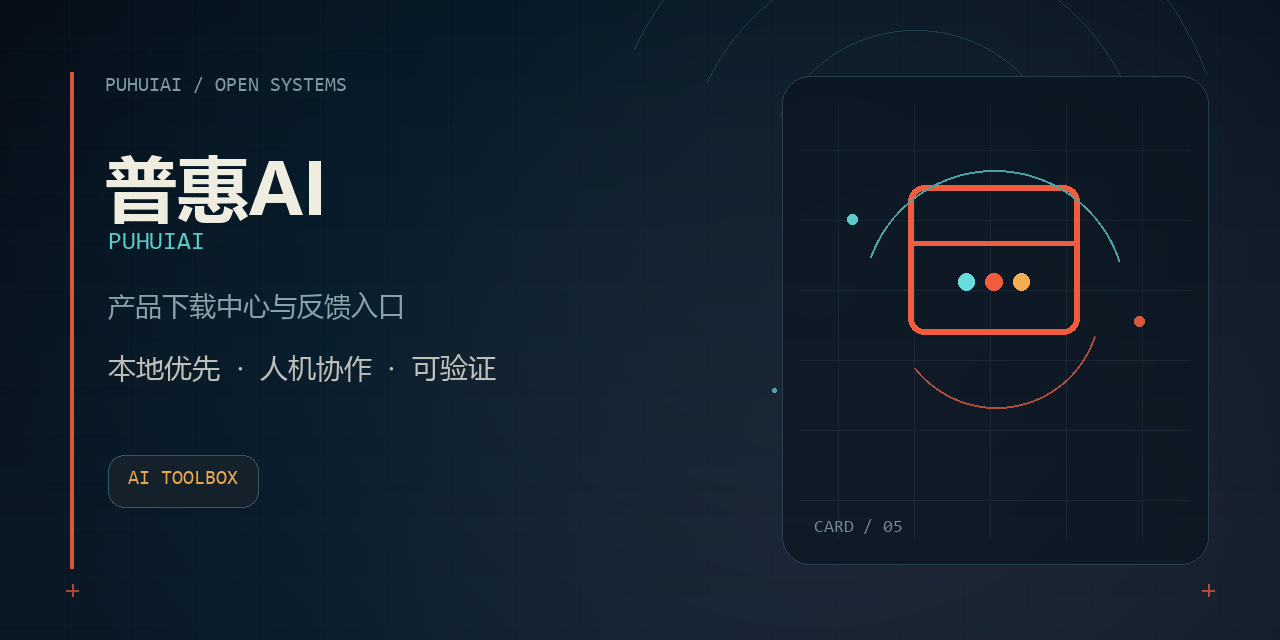 PUHUIAI / OPEN SYSTEMS
普惠AI
PUHUIAI
产品下载中心与反馈入口
本地优先 · 人机协作 · 可验证
AI TOOLBOX
CARD / 05